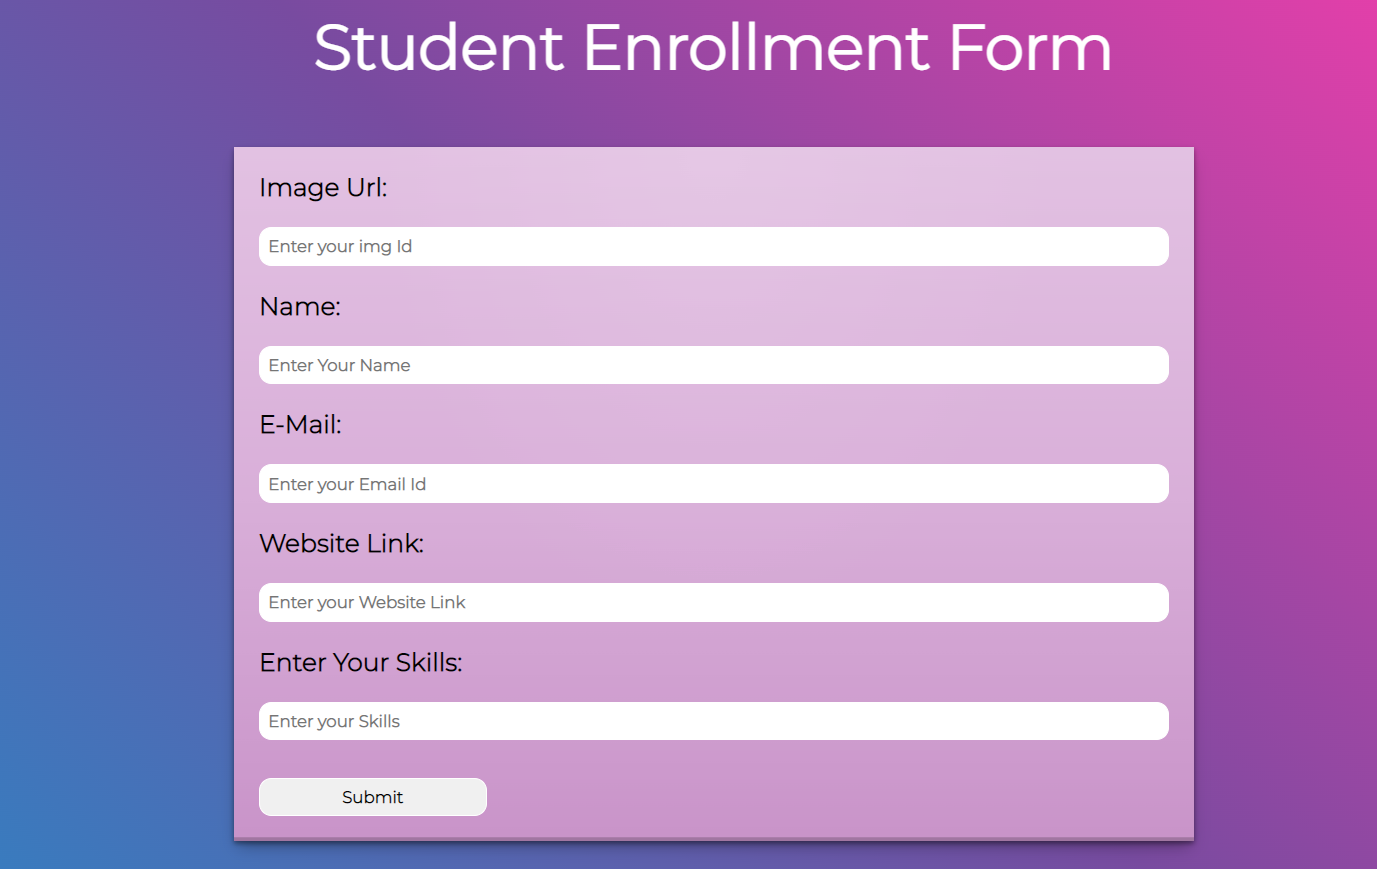 Student Enrollment Form
Image Url:
Enter your img Id
Name:
Enter Your Name
E-Mail:
Enter your Email Id
Website Link:
Enter your Website Link
Enter Your Skills:
Enter your Skills
Submit